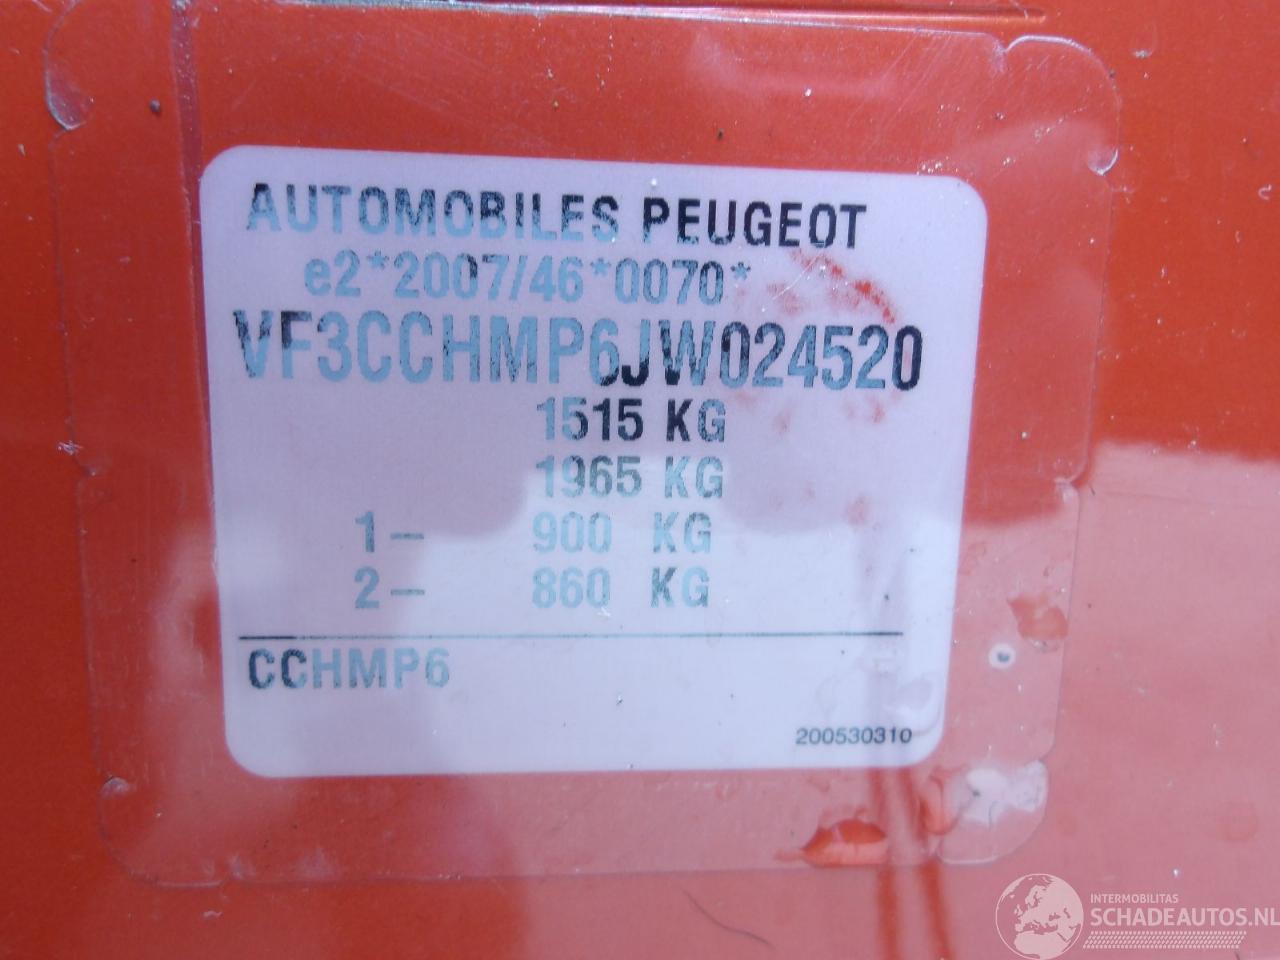 AUTOMOBILES PEUGEOT
e2*2007/46*0070*
VF3CCHMP6JW024520
1515 KG
1965 KG
1- 900 KG
2- 860 KG
CCHMP6
200530310
INTERMOBILITAS
SCHADEAUTOS.NL